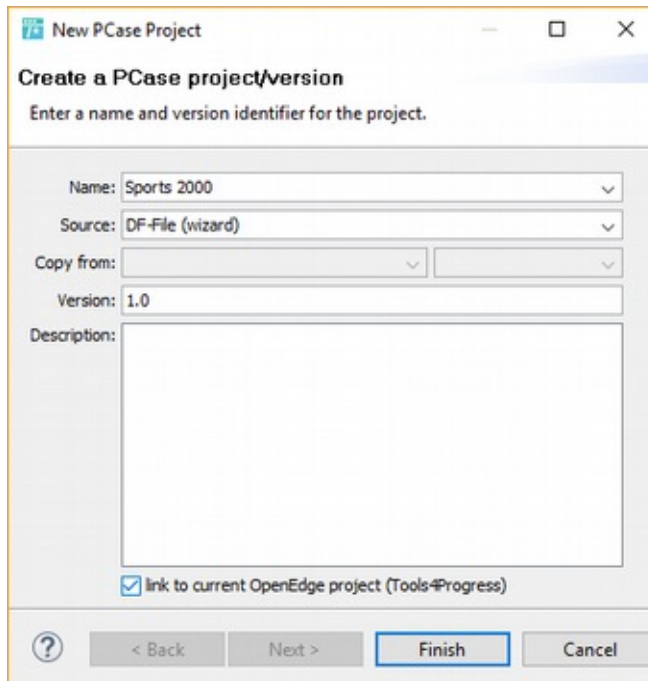 New PCase Project
Create a PCase project/version
Enter a name and version identifier for the project.
Name: Sports 2000
Source: DF-File (wizard)
Copy from:
Version: 1.0
Description:
link to current OpenEdge project (Tools4Progress)
? < Back Next > Finish Cancel